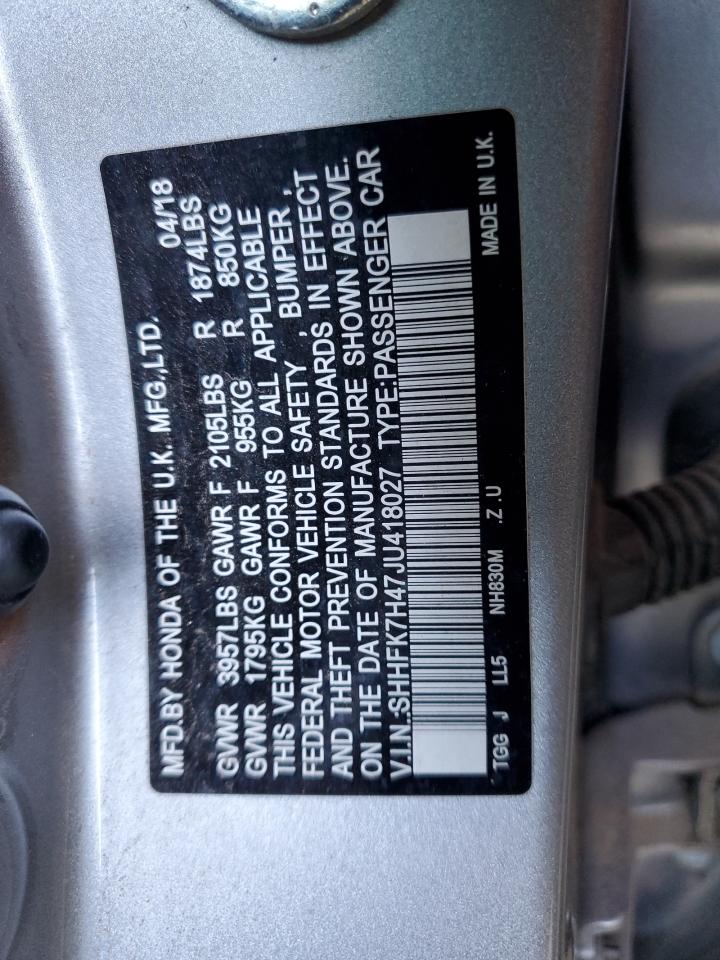 MFD.BY HONDA OF THE U.K. MFG.,LTD. 04/18
GVWR 3957LBS GAWR F 2105LBS R 1874LBS
GVWR 1795KG GAWR F 955KG R 850KG
THIS VEHICLE CONFORMS TO ALL APPLICABLE
FEDERAL MOTOR VEHICLE SAFETY , BUMPER ,
AND THEFT PREVENTION STANDARDS IN EFFECT
ON THE DATE OF MANUFACTURE SHOWN ABOVE.
V.I.N.:SHHFK7H47JU418027 TYPE:PASSENGER CAR
TGG J LL5 NH830M .Z .U MADE IN U.K.